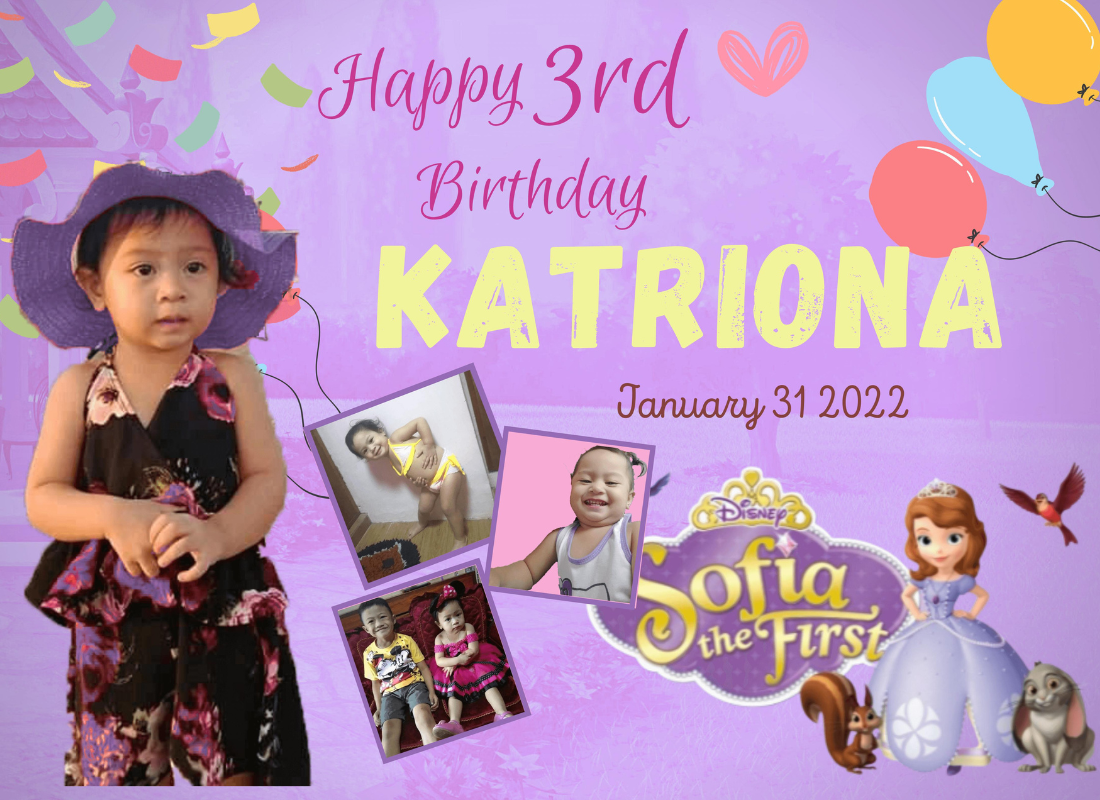 Happy 3rd
Birthday
KATRIONA
January 31 2022
Disney
Sofia
the First